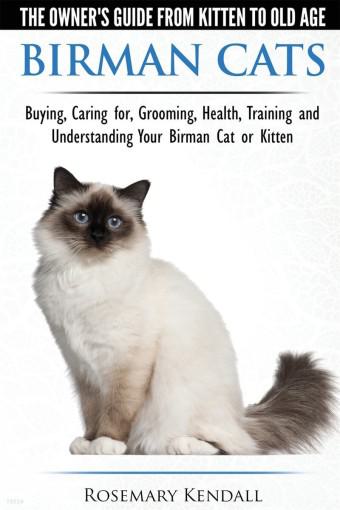 THE OWNER'S GUIDE FROM KITTEN TO OLD AGE
BIRMAN CATS
Buying, Caring for, Grooming, Health, Training and
Understanding Your Birman Cat or Kitten
ROSEMARY KENDALL